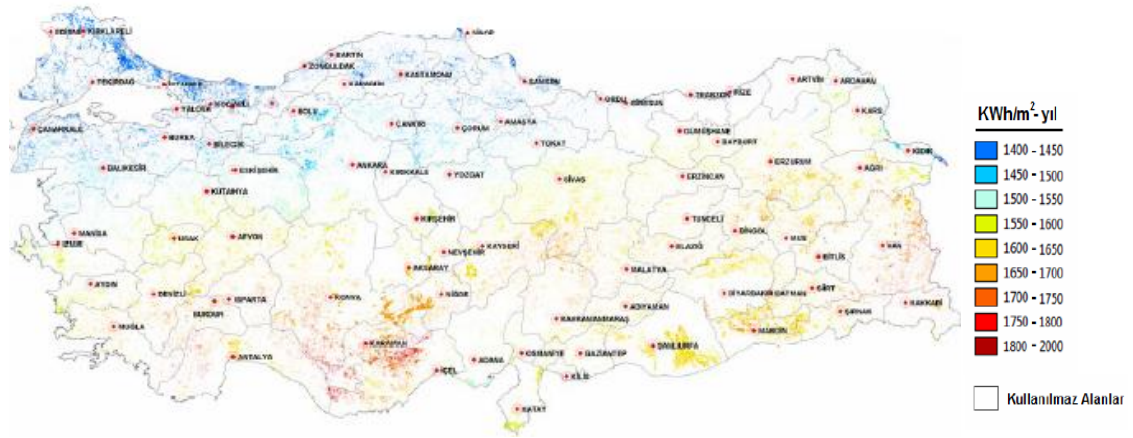 KIRKLARELİ
SİNOP
BARTIN
ZONGULDAK
KASTAMONU
SAMSUN
TEKİRDAĞ
ARTVİN
ARDAHAN
RİZE
TRABZON
ORDU
GİRESUN
YALOVA
KOCAELİ
BOLU
KARS
ÇANAKKALE
BURSA
BİLECİK
ÇANKIRI
ÇORUM
AMASYA
TOKAT
GÜMÜŞHANE
BAYBURT
IĞDIR
BALIKESİR
ESKİŞEHİR
ANKARA
KIRIKKALE
YOZGAT
SİVAS
ERZİNCAN
ERZURUM
AĞRI
KÜTAHYA
KIRŞEHİR
TUNCELİ
BİNGÖL
MUŞ
VAN
MANİSA
İZMİR
UŞAK
AFYON
NEVŞEHİR
KAYSERİ
ELAZIĞ
BİTLİS
AKSARAY
MALATYA
AYDIN
DENİZLİ
ISPARTA
BURDUR
KONYA
NİĞDE
DİYARBAKIR
BATMAN
SİİRT
ADIYAMAN
ŞIRNAK
HAKKARİ
MUĞLA
KAHRAMANMARAŞ
MARDİN
ANTALYA
KARAMAN
İÇEL
ADANA
OSMANİYE
GAZİANTEP
ŞANLIURFA
KİLİS
HATAY
KWh/m²-yıl
1400 - 1450
1450 - 1500
1500 - 1550
1550 - 1600
1600 - 1650
1650 - 1700
1700 - 1750
1750 - 1800
1800 - 2000
Kullanılmaz Alanlar